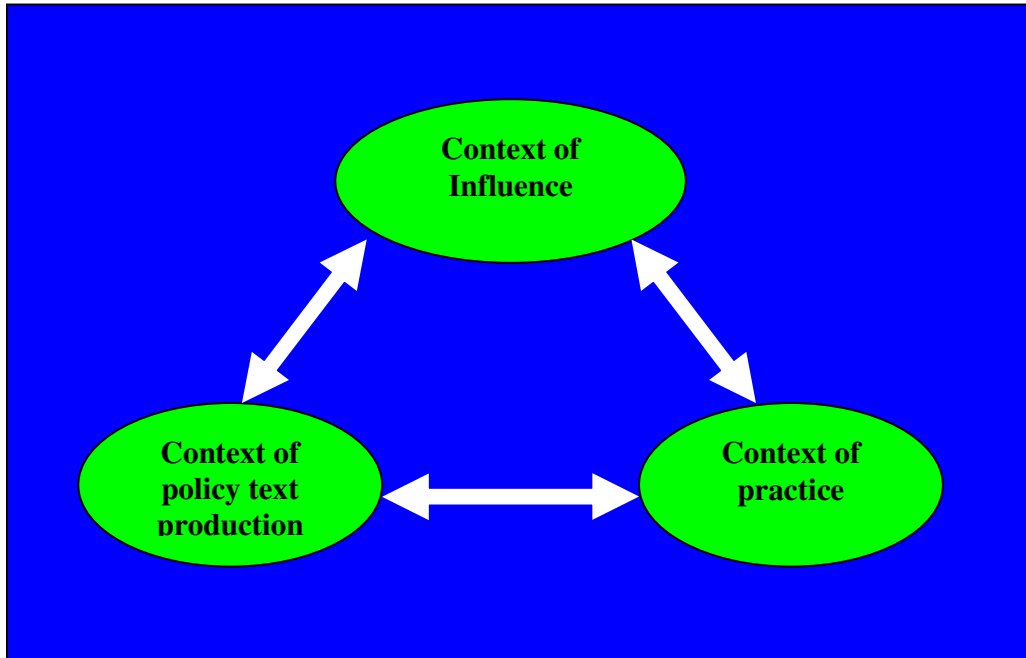 Context of
Influence
Context of
policy text
production
Context of
practice